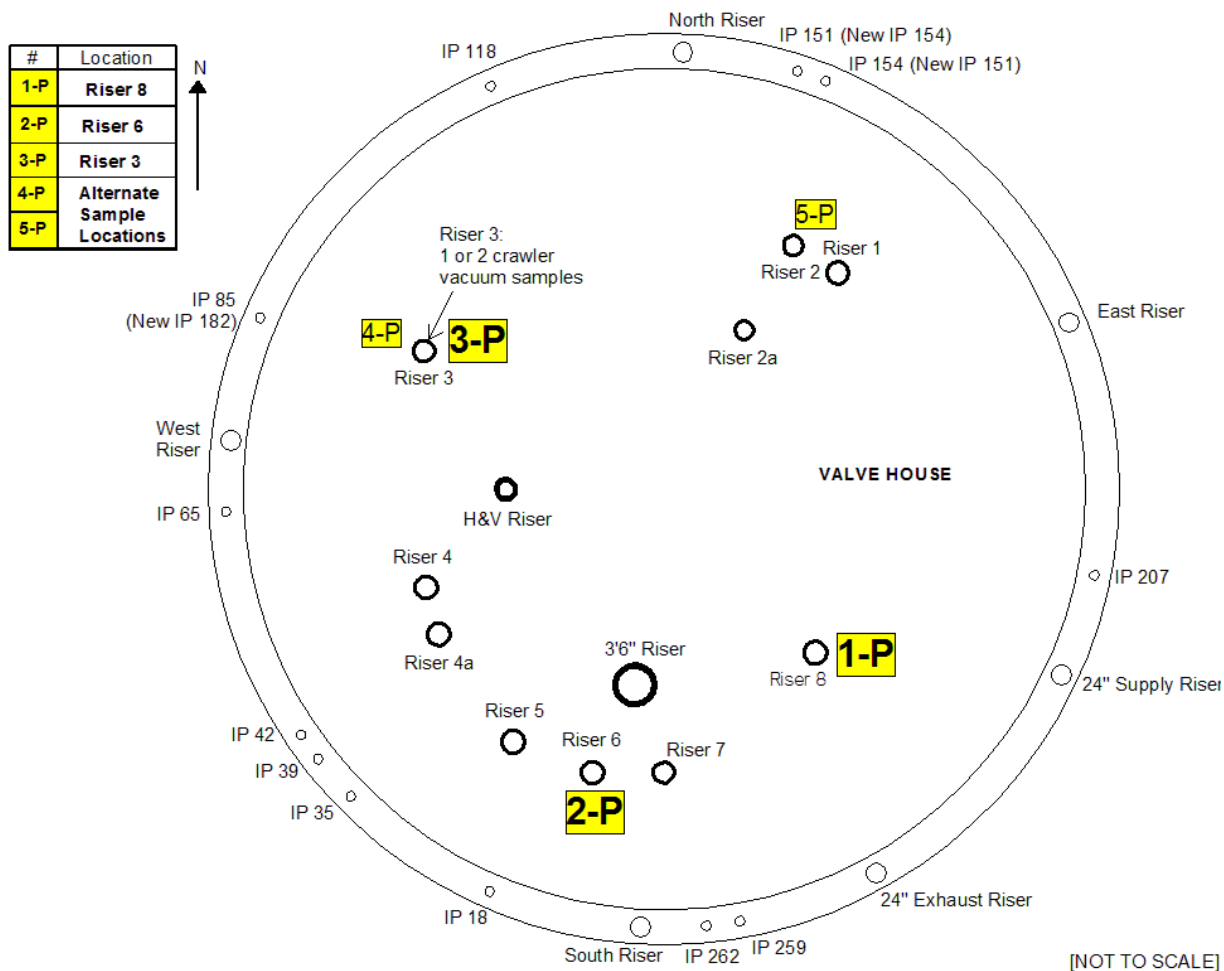 # Location
1-P Riser 8
2-P Riser 6
3-P Riser 3
4-P Alternate
Sample
5-P Locations
N
North Riser
IP 151 (New IP 154)
IP 154 (New IP 151)
IP 118
5-P
Riser 1
Riser 2
Riser 3:
1 or 2 crawler
vacuum samples
IP 85
(New IP 182)
East Riser
4-P
3-P
Riser 3
Riser 2a
West
Riser
VALVE HOUSE
IP 65
H&V Riser
Riser 4
IP 207
Riser 4a
3'6" Riser
1-P
Riser 8
24" Supply Riser
Riser 5
IP 42
Riser 6
Riser 7
IP 39
2-P
IP 35
24" Exhaust Riser
IP 18
South Riser
IP 262
IP 259
[NOT TO SCALE]